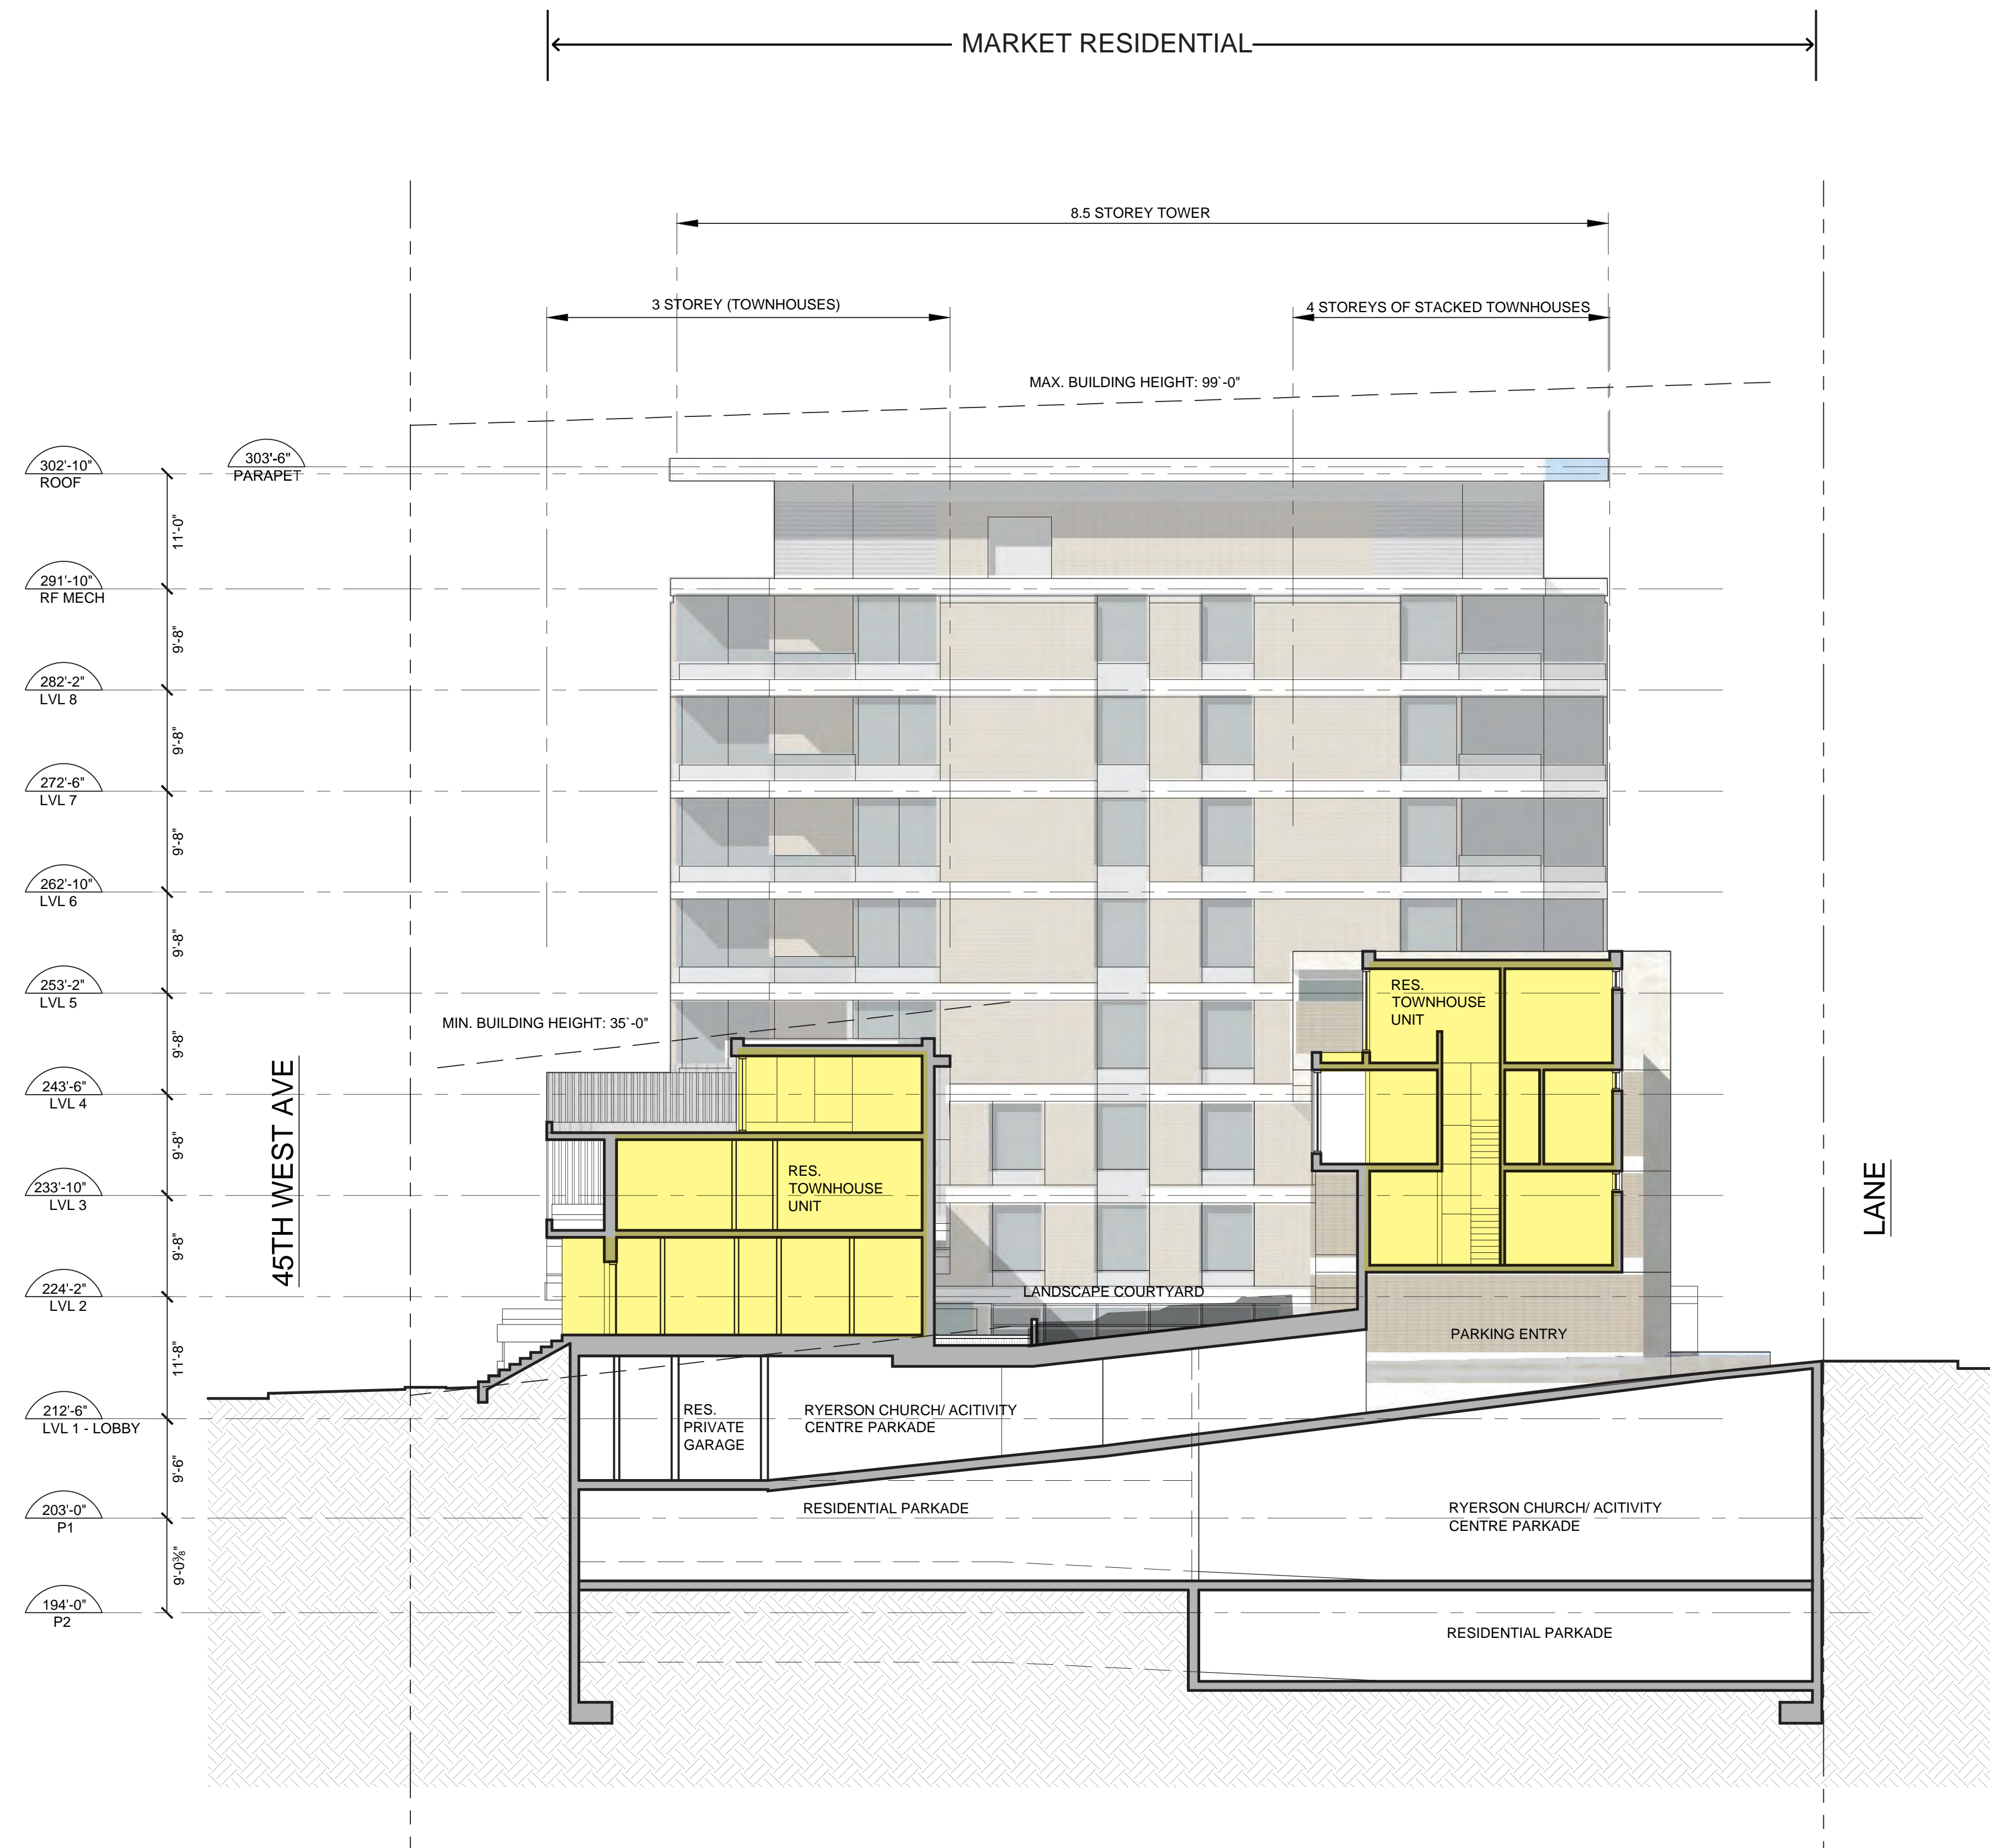 MARKET RESIDENTIAL
8.5 STOREY TOWER
3 STOREY (TOWNHOUSES)
4 STOREYS OF STACKED TOWNHOUSES
MAX. BUILDING HEIGHT: 99`-0"
302'-10"
ROOF
303'-6"
PARAPET
11'-0"
291'-10"
RF MECH
9'-8"
282'-2"
LVL 8
9'-8"
272'-6"
LVL 7
9'-8"
262'-10"
LVL 6
9'-8"
253'-2"
LVL 5
RES.
TOWNHOUSE
UNIT
MIN. BUILDING HEIGHT: 35`-0"
9'-8"
243'-6"
LVL 4
9'-8"
45TH WEST AVE
RES.
TOWNHOUSE
UNIT
LANE
233'-10"
LVL 3
9'-8"
224'-2"
LVL 2
LANDSCAPE COURTYARD
PARKING ENTRY
11'-8"
212'-6"
LVL 1 - LOBBY
RES.
PRIVATE
GARAGE
RYERSON CHURCH/ ACITIVITY
CENTRE PARKADE
9'-6"
203'-0"
P1
RESIDENTIAL PARKADE
RYERSON CHURCH/ ACITIVITY
CENTRE PARKADE
9'-0⅜"
194'-0"
P2
RESIDENTIAL PARKADE